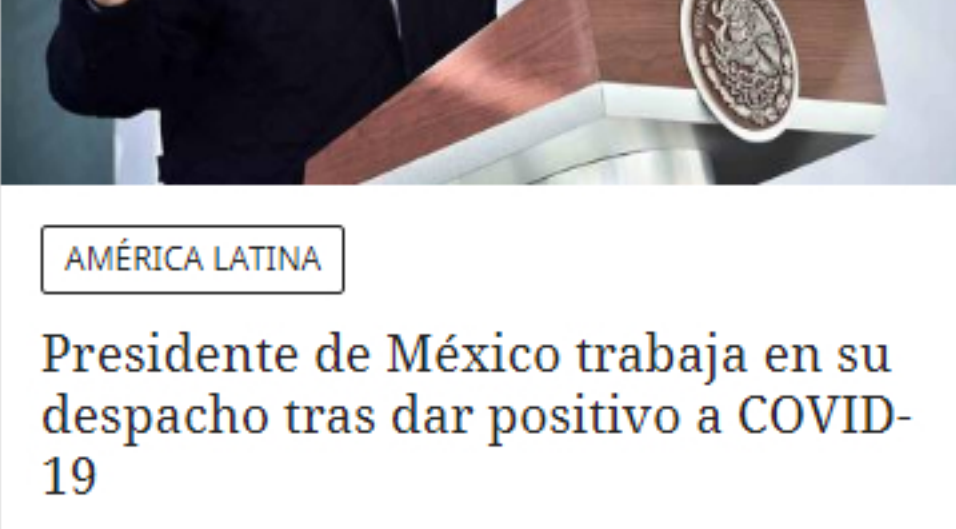 AMÉRICA LATINA
Presidente de México trabaja en su
despacho tras dar positivo a COVID-
19